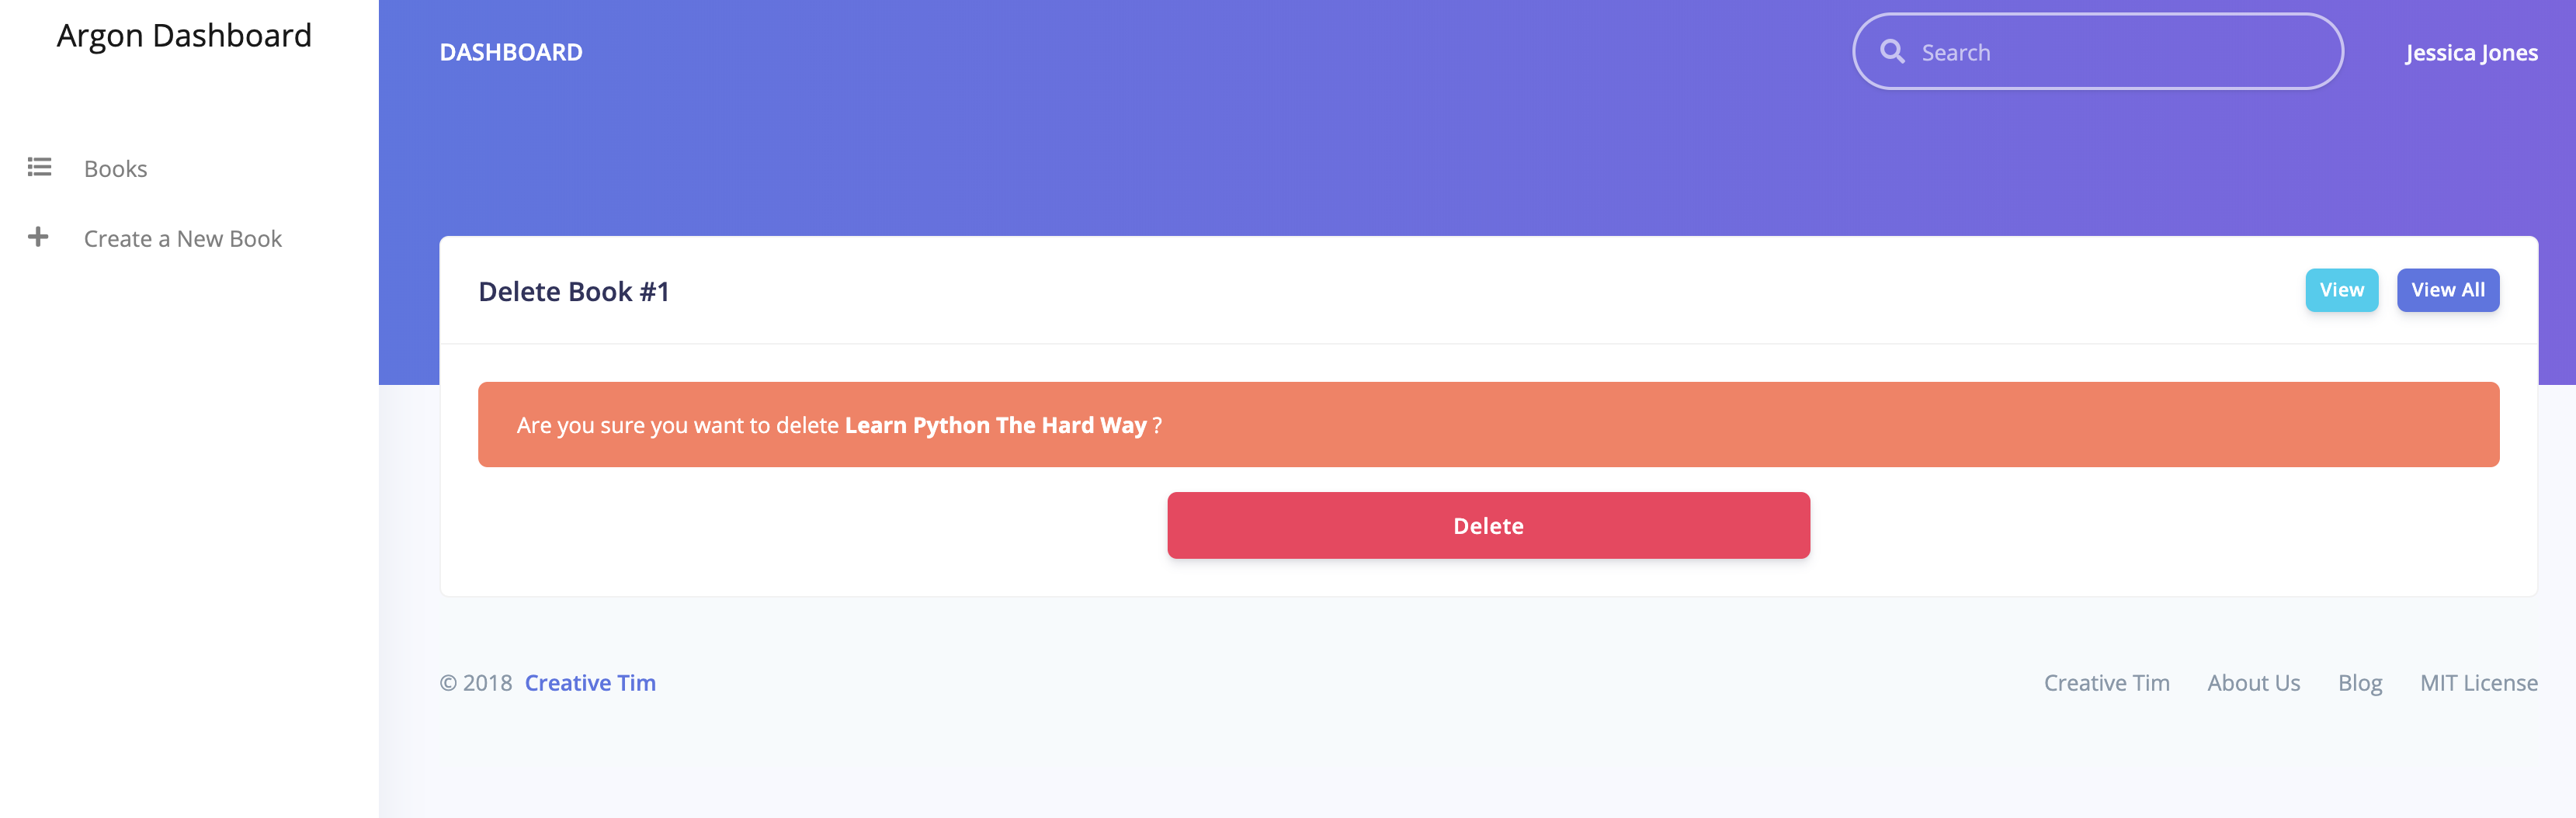 Argon Dashboard
DASHBOARD
Search
Jessica Jones
Books
Create a New Book
Delete Book #1
View
View All
Are you sure you want to delete Learn Python The Hard Way ?
Delete
© 2018 Creative Tim
Creative Tim
About Us
Blog
MIT License